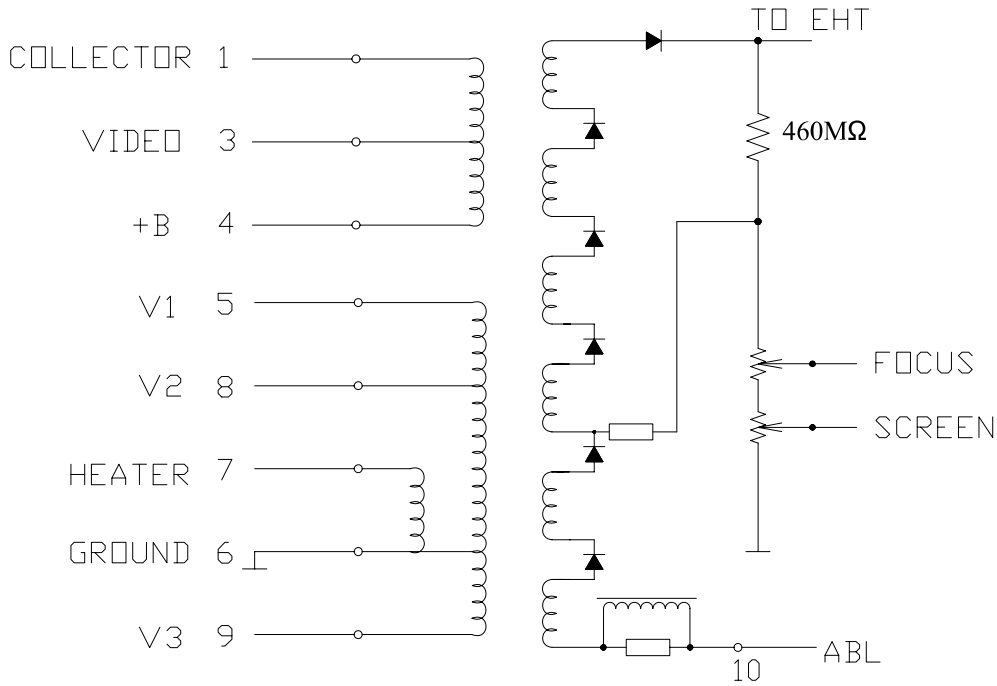 TO EHT
COLLECTOR 1
460MΩ
VIDEO 3
+B 4
V1 5
FOCUS
V2 8
SCREEN
HEATER 7
GROUND 6
V3 9
ABL
10